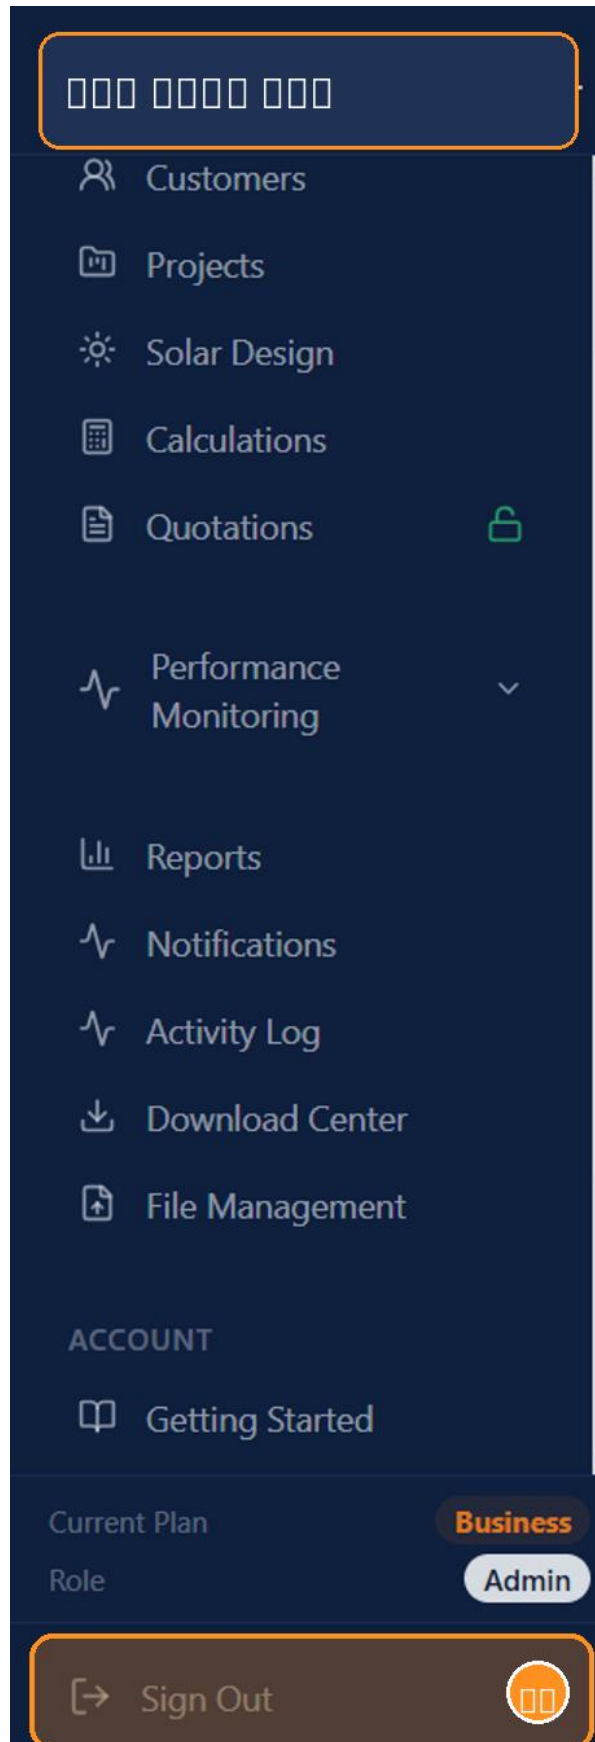 Customers
Projects
Solar Design
Calculations
Quotations
Performance
Monitoring
Reports
Notifications
Activity Log
Download Center
File Management
ACCOUNT
Getting Started
Current Plan Business
Role Admin
Sign Out